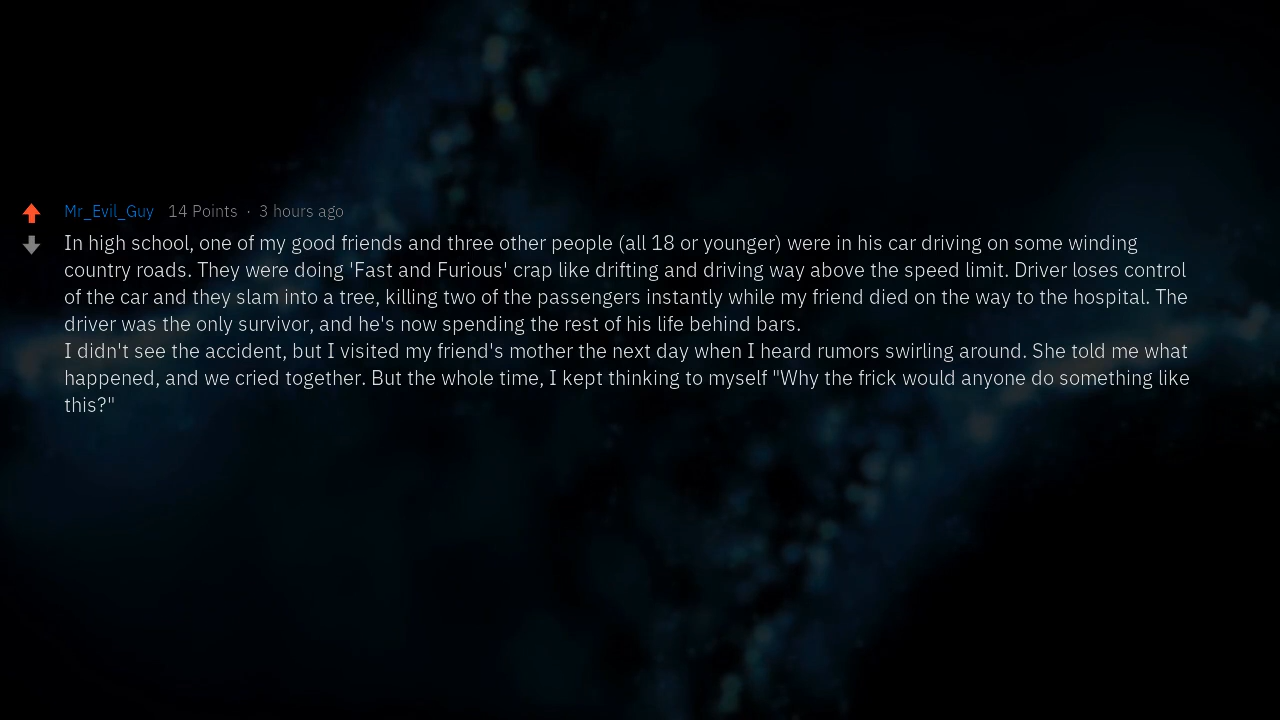 Mr_Evil_Guy 14 Points · 3 hours ago
In high school, one of my good friends and three other people (all 18 or younger) were in his car driving on some winding
country roads. They were doing 'Fast and Furious' crap like drifting and driving way above the speed limit. Driver loses control
of the car and they slam into a tree, killing two of the passengers instantly while my friend died on the way to the hospital. The
driver was the only survivor, and he's now spending the rest of his life behind bars.
I didn't see the accident, but I visited my friend's mother the next day when I heard rumors swirling around. She told me what
happened, and we cried together. But the whole time, I kept thinking to myself "Why the frick would anyone do something like
this?"